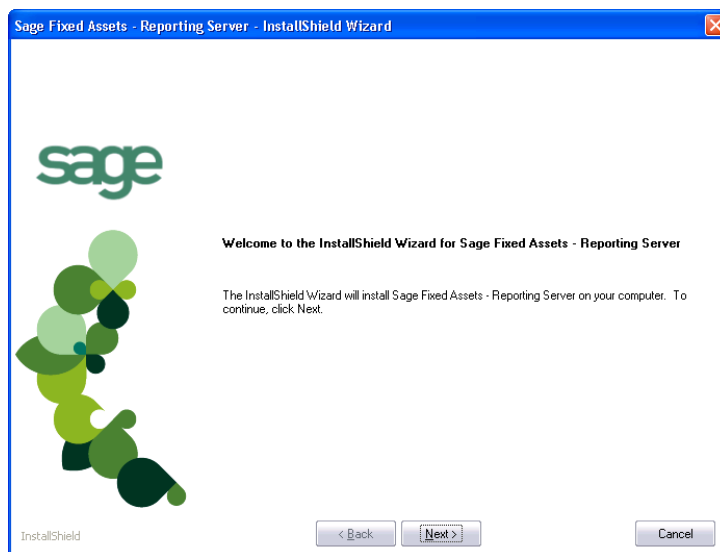 Sage Fixed Assets - Reporting Server - InstallShield Wizard
sage
Welcome to the InstallShield Wizard for Sage Fixed Assets - Reporting Server
The InstallShield Wizard will install Sage Fixed Assets - Reporting Server on your computer. To
continue, click Next.
InstallShield
< Back
Next >
Cancel